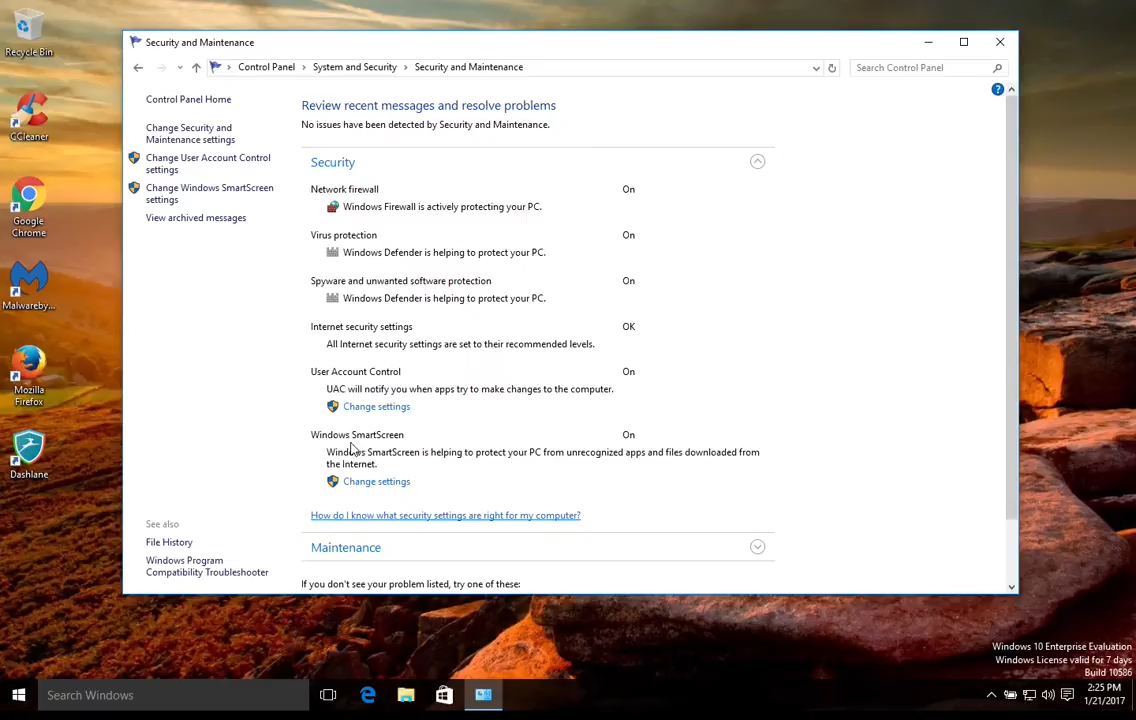 Recycle Bin
CCleaner
Google
Chrome
Malwareby...
Mozilla
Firefox
Dashlane
Security and Maintenance
Control Panel > System and Security > Security and Maintenance
Search Control Panel
Control Panel Home
Change Security and
Maintenance settings
Change User Account Control
settings
Change Windows SmartScreen
settings
View archived messages
See also
File History
Windows Program
Compatibility Troubleshooter
Review recent messages and resolve problems
No issues have been detected by Security and Maintenance.
Security
Network firewall On
Windows Firewall is actively protecting your PC.
Virus protection On
Windows Defender is helping to protect your PC.
Spyware and unwanted software protection On
Windows Defender is helping to protect your PC.
Internet security settings OK
All Internet security settings are set to their recommended levels.
User Account Control On
UAC will notify you when apps try to make changes to the computer.
Change settings
Windows SmartScreen On
Windows SmartScreen is helping to protect your PC from unrecognized apps and files downloaded from
the Internet.
Change settings
How do I know what security settings are right for my computer?
Maintenance
If you don't see your problem listed, try one of these:
Windows 10 Enterprise Evaluation
Windows License valid for 7 days
Build 10586
Search Windows
2:25 PM
1/21/2017